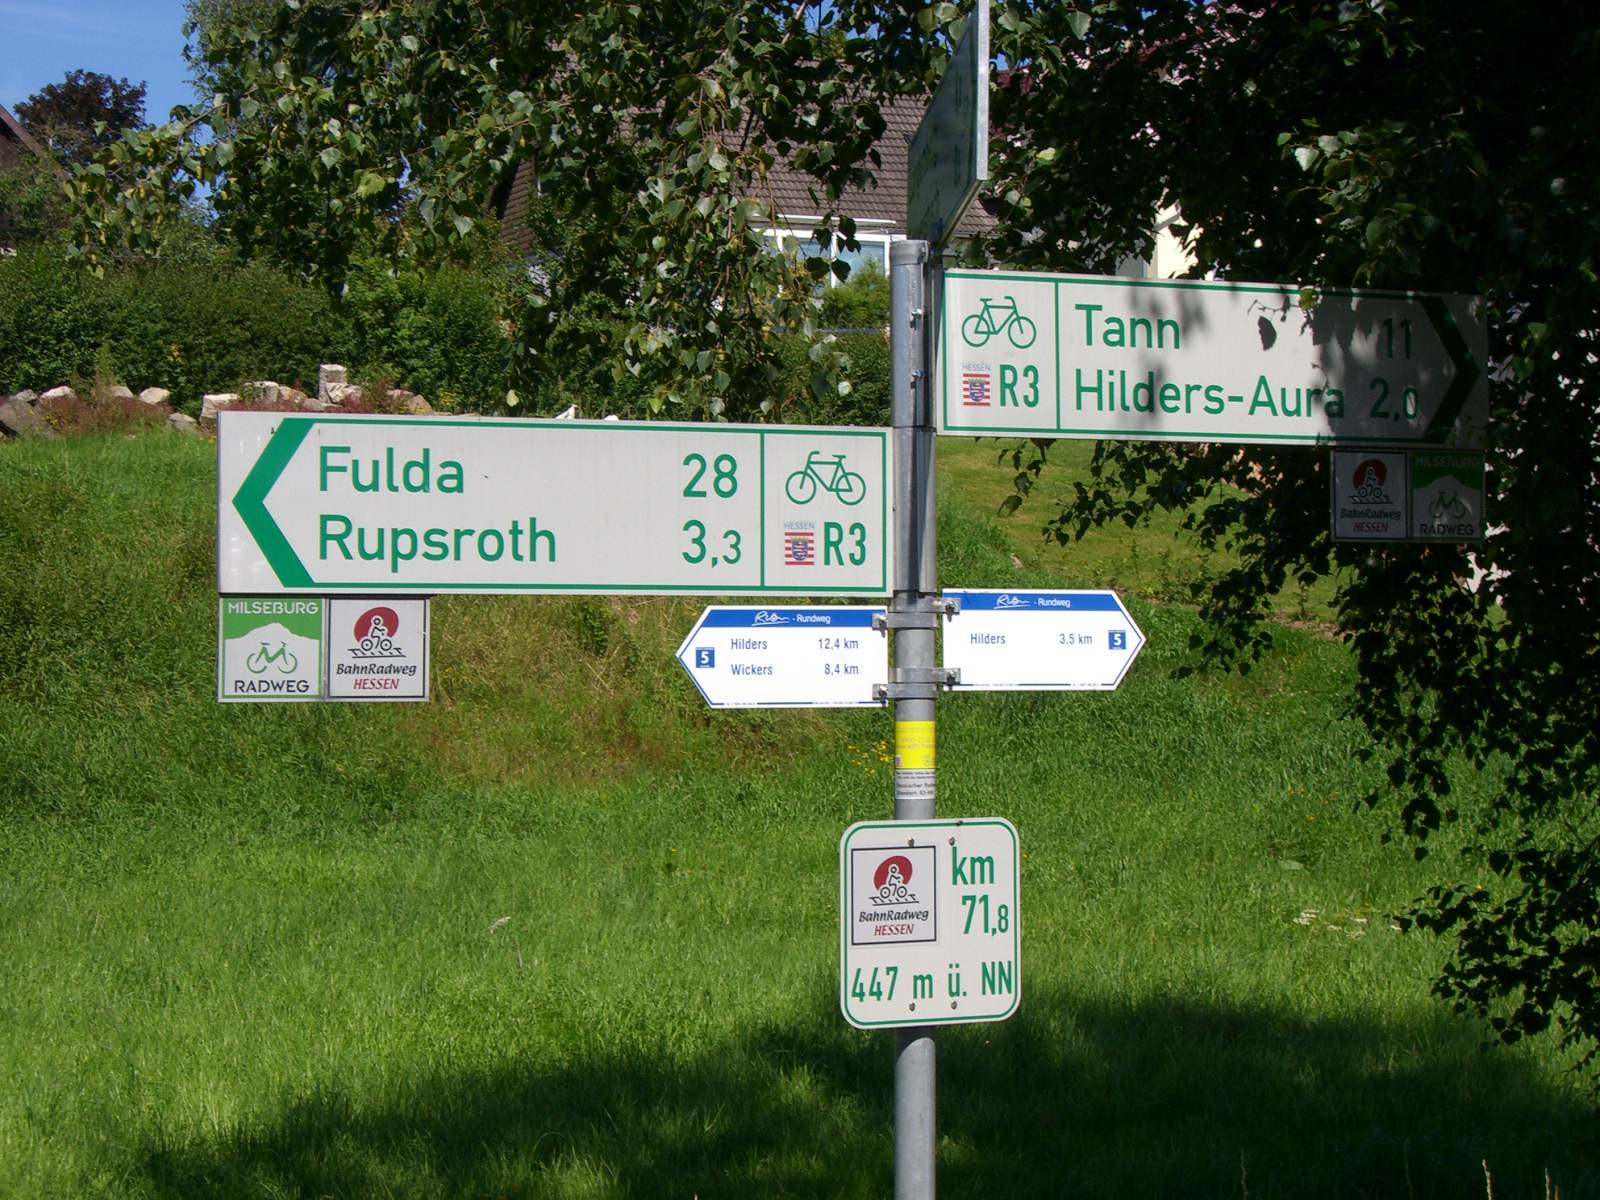 HESSEN
R3
Tann 11
Hilders-Aura 2,0
BahnRadweg
HESSEN
MILSEBURG
RADWEG
Fulda 28
Rupsroth 3,3
HESSEN
R3
MILSEBURG
RADWEG
BahnRadweg
HESSEN
Rhön - Rundweg
5
Hilders 12,4 km
Wickers 8,4 km
Rhön - Rundweg
Hilders 3,5 km
5
BahnRadweg
HESSEN
km
71,8
447 m ü. NN